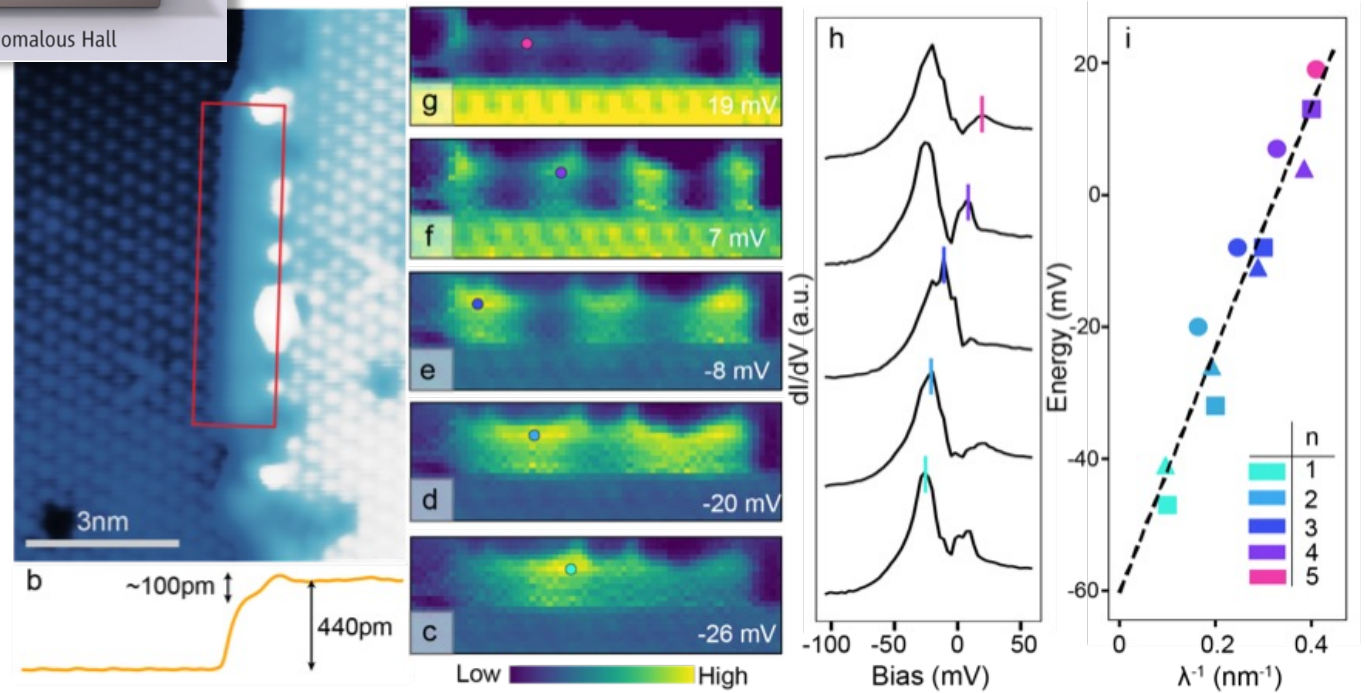 omalous Hall
3nm
b
~100pm
440pm
g
19 mV
f
7 mV
e
-8 mV
d
-20 mV
c
-26 mV
Low
High
h
dI/dV (a.u.)
-100
-50
0
50
Bias (mV)
i
Energy (mV)
20
0
-20
-40
-60
0
0.2
0.4
λ⁻¹ (nm⁻¹)
n
1
2
3
4
5